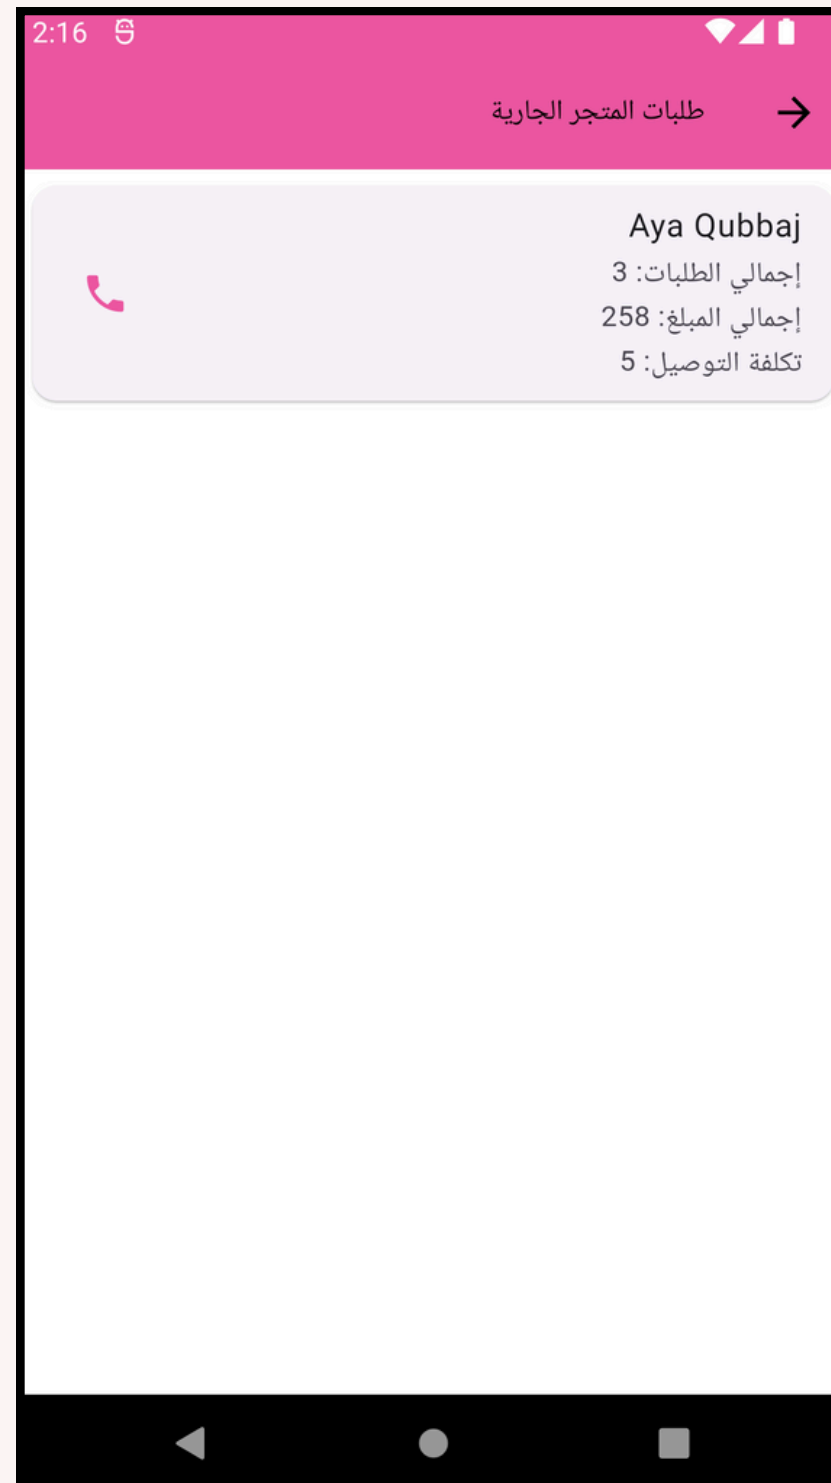 2:16
طلبات المتجر الجارية
Aya Qubbaj
إجمالي الطلبات: 3
إجمالي المبلغ: 258
تكلفة التوصيل: 5